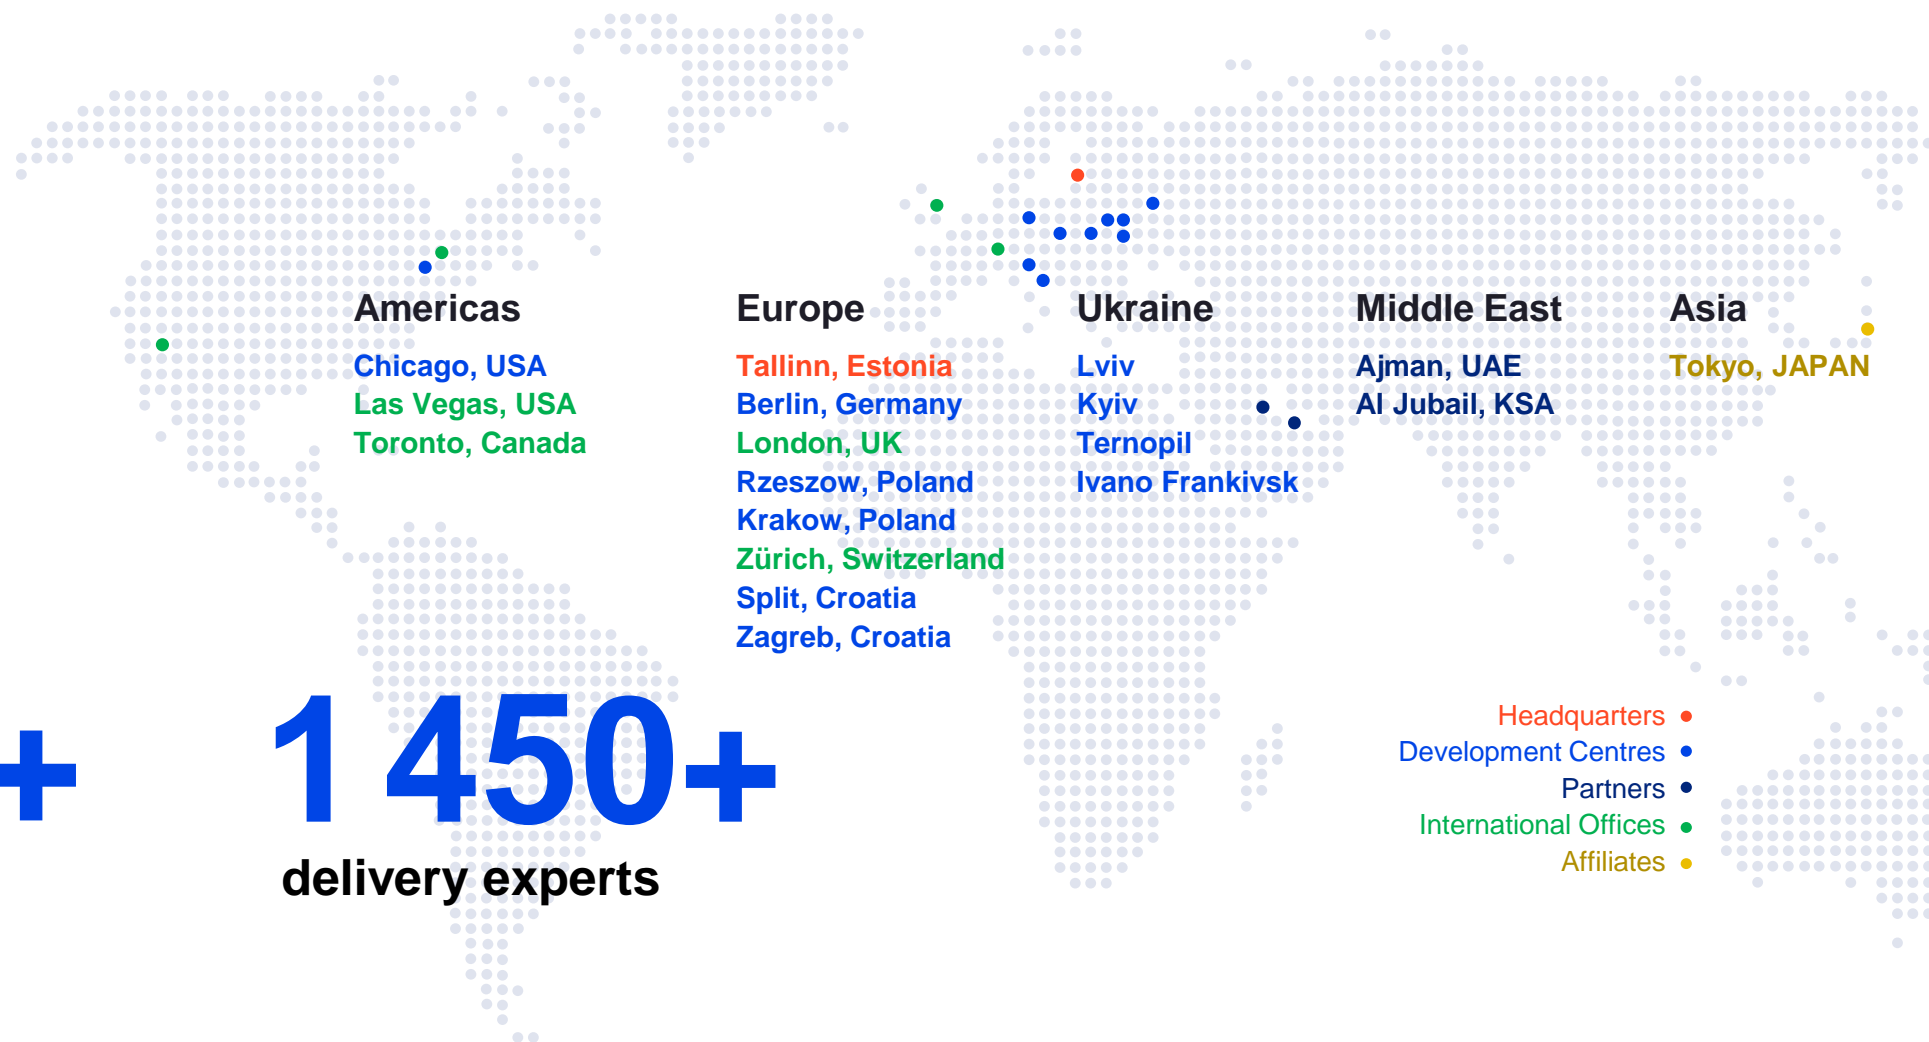 Americas
Chicago, USA
Las Vegas, USA
Toronto, Canada
Europe
Tallinn, Estonia
Berlin, Germany
London, UK
Rzeszow, Poland
Krakow, Poland
Zürich, Switzerland
Split, Croatia
Zagreb, Croatia
Ukraine
Lviv
Kyiv
Ternopil
Ivano Frankivsk
Middle East
Ajman, UAE
Al Jubail, KSA
Asia
Tokyo, JAPAN
+
1 450+
delivery experts
Headquarters
Development Centres
Partners
International Offices
Affiliates